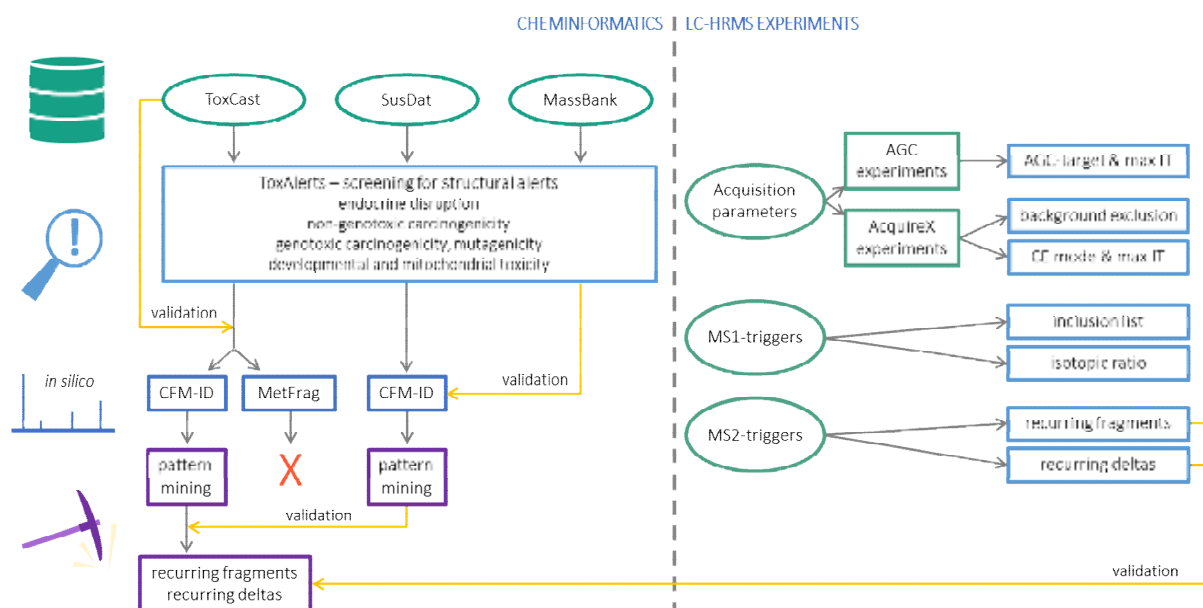 CHEMINFORMATICS
LC-HRMS EXPERIMENTS
ToxCast
SusDat
MassBank
ToxAlerts – screening for structural alerts
endocrine disruption
non-genotoxic carcinogenicity
genotoxic carcinogenicity, mutagenicity
developmental and mitochondrial toxicity
validation
in silico
CFM-ID
MetFrag
CFM-ID
validation
pattern
mining
X
pattern
mining
validation
recurring fragments
recurring deltas
Acquisition
parameters
AGC
experiments
AGC-target & max IT
AcquireX
experiments
background exclusion
CE mode & max IT
MS1-triggers
inclusion list
isotopic ratio
MS2-triggers
recurring fragments
recurring deltas
validation